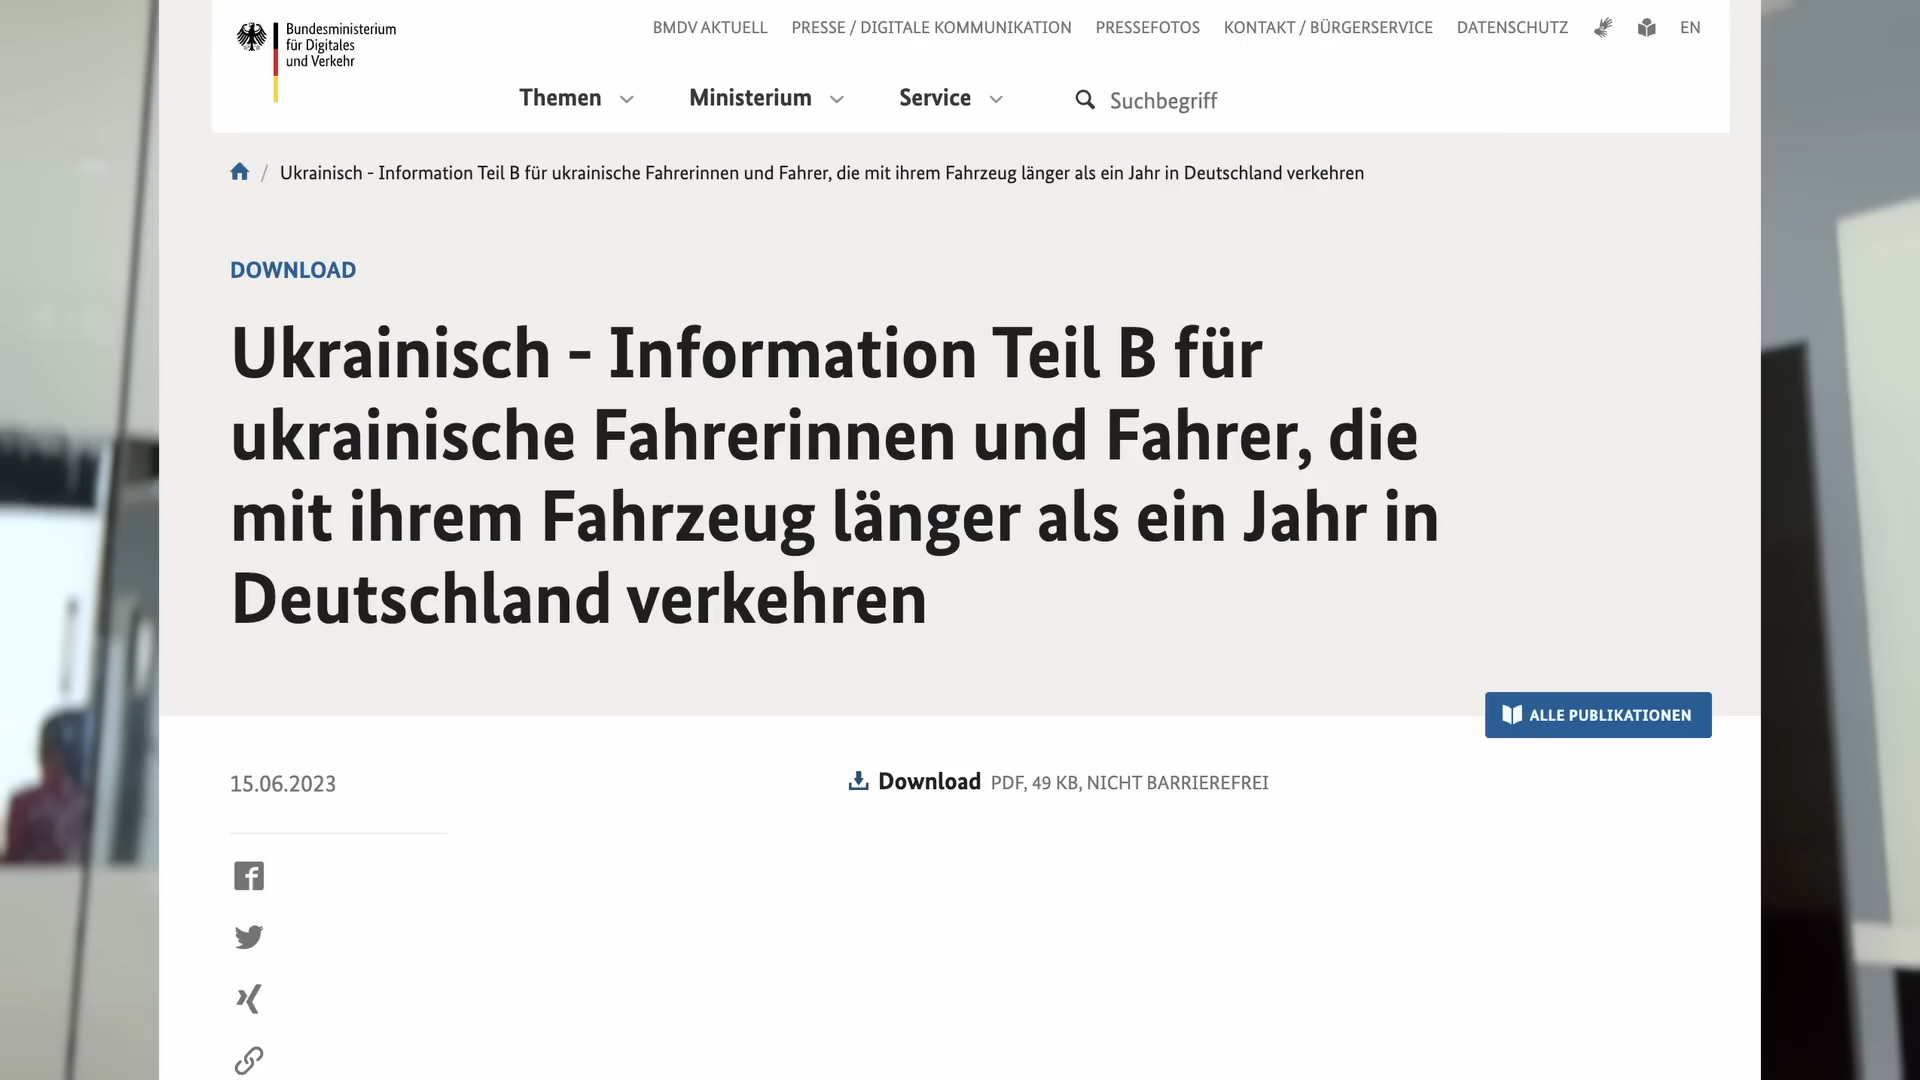 Bundesministerium
für Digitales
und Verkehr
BMDV AKTUELL PRESSE / DIGITALE KOMMUNIKATION PRESSEFOTOS KONTAKT / BÜRGERSERVICE DATENSCHUTZ EN
Themen Ministerium Service Suchbegriff
/ Ukrainisch - Information Teil B für ukrainische Fahrerinnen und Fahrer, die mit ihrem Fahrzeug länger als ein Jahr in Deutschland verkehren
DOWNLOAD
Ukrainisch - Information Teil B für
ukrainische Fahrerinnen und Fahrer, die
mit ihrem Fahrzeug länger als ein Jahr in
Deutschland verkehren
ALLE PUBLIKATIONEN
15.06.2023
Download PDF, 49 KB, NICHT BARRIEREFREI